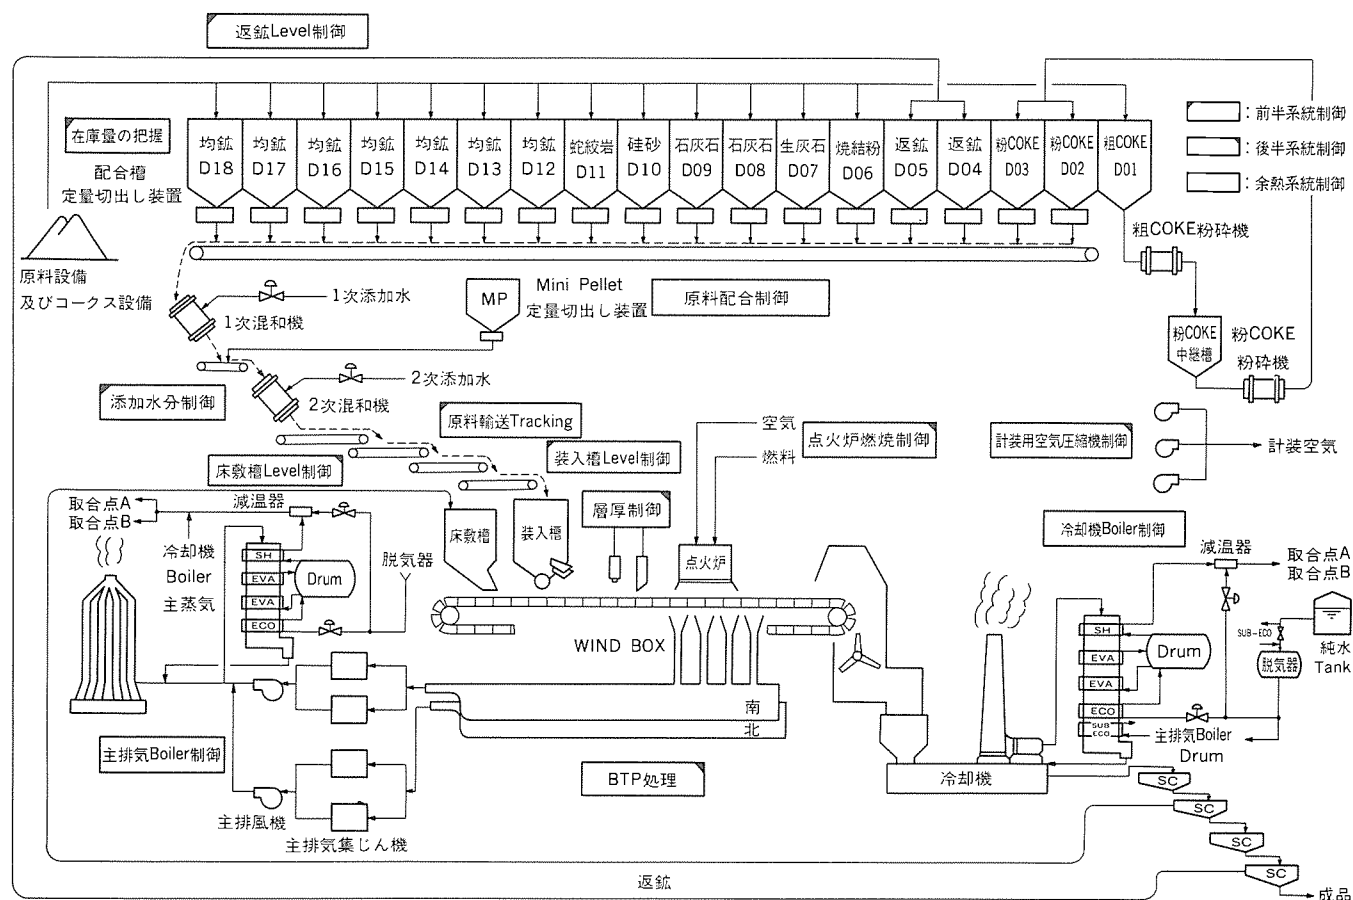 返鉱Level制御
在庫量の把握
配合槽
定量切出し装置
均鉱
D18
均鉱
D17
均鉱
D16
均鉱
D15
均鉱
D14
均鉱
D13
均鉱
D12
蛇紋岩
D11
硅砂
D10
石灰石
D09
石灰石
D08
生灰石
D07
焼結粉
D06
返鉱
D05
返鉱
D04
粉COKE
D03
粉COKE
D02
粗COKE
D01
:前半系統制御
:後半系統制御
:余熱系統制御
原料設備
及びコークス設備
粗COKE粉砕機
1次添加水
1次混和機
MP
Mini Pellet
定量切出し装置
原料配合制御
粉COKE
中継槽
粉COKE
粉砕機
添加水分制御
2次添加水
2次混和機
原料輸送Tracking
空気
燃料
点火炉燃焼制御
計装用空気圧縮機制御
計装空気
床敷槽Level制御
装入槽Level制御
層厚制御
取合点A
取合点B
減温器
冷却機
Boiler
主蒸気
SH
EVA
EVA
ECO
Drum
脱気器
床敷槽
装入槽
点火炉
冷却機Boiler制御
減温器
取合点A
取合点B
SUB-ECO
脱気器
純水
Tank
SH
EVA
EVA
ECO
SUB
ECO
Drum
主排気Boiler
Drum
WIND BOX
南
北
主排気Boiler制御
BTP処理
冷却機
主排風機
主排気集じん機
SC
SC
SC
SC
返鉱
成品